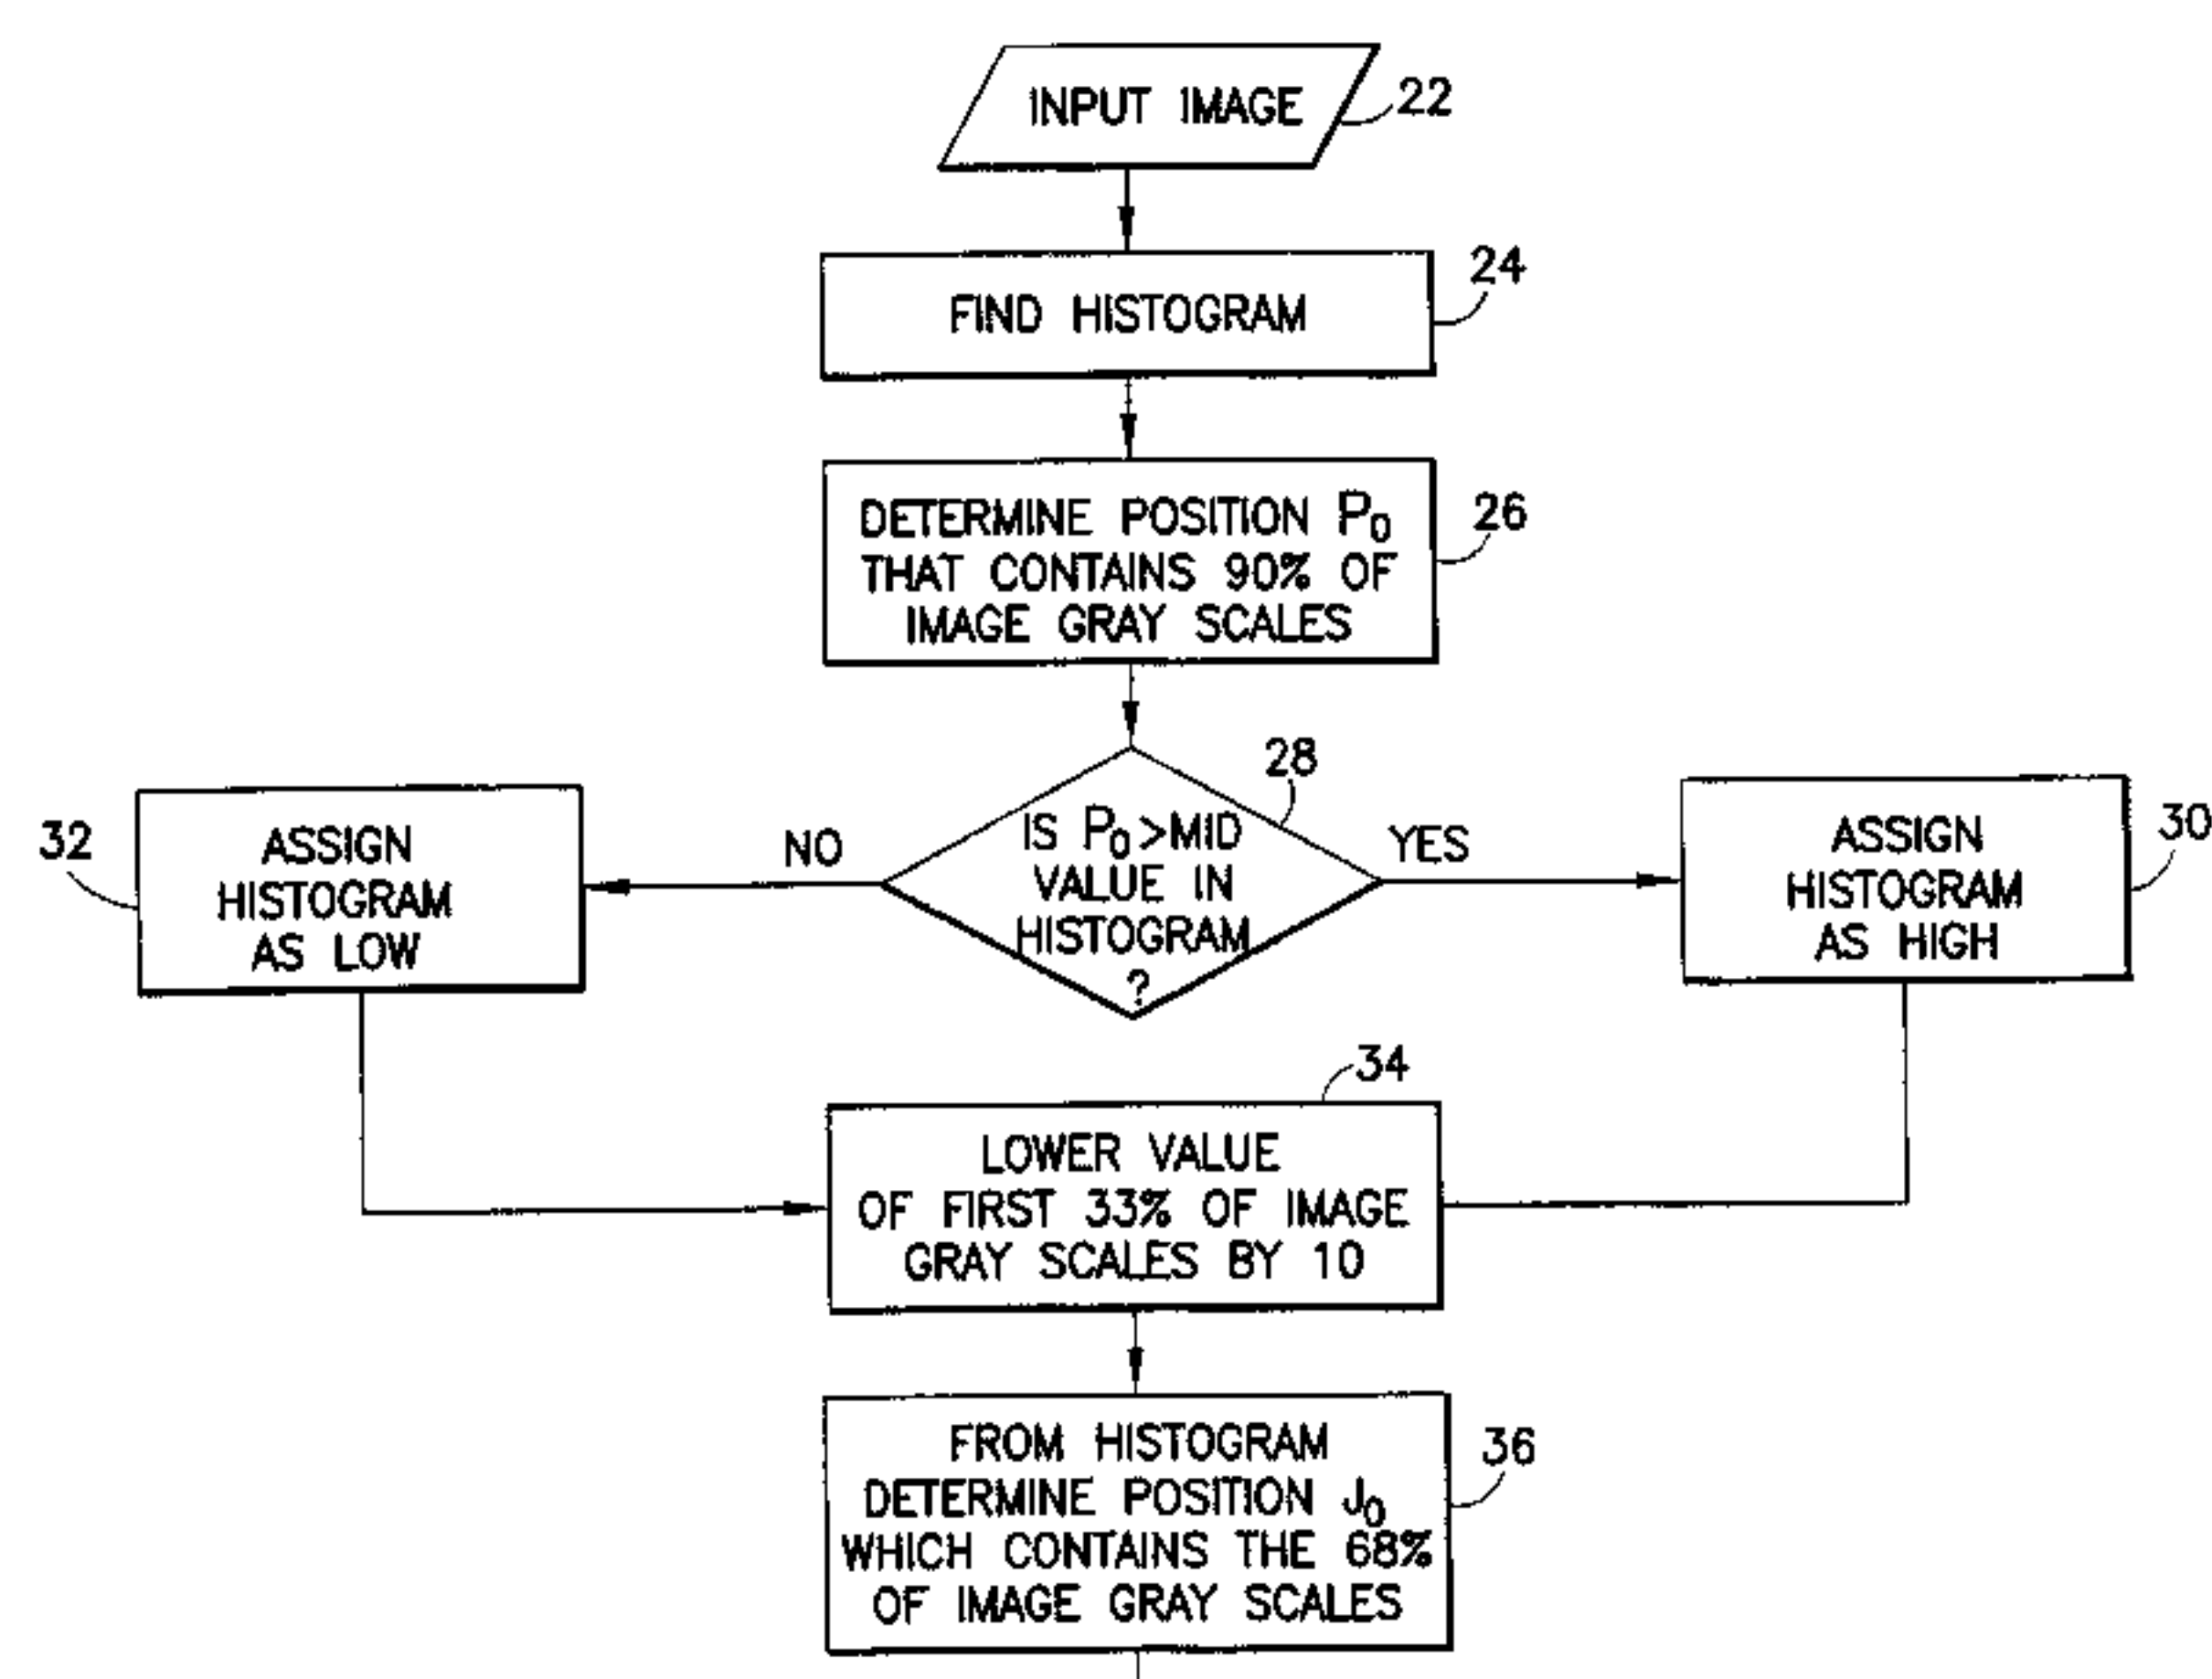 INPUT IMAGE
22
FIND HISTOGRAM
24
DETERMINE POSITION P0
THAT CONTAINS 90% OF
IMAGE GRAY SCALES
26
28
IS P0>MID
VALUE IN
HISTOGRAM
?
NO
YES
32
ASSIGN
HISTOGRAM
AS LOW
ASSIGN
HISTOGRAM
AS HIGH
30
34
LOWER VALUE
OF FIRST 33% OF IMAGE
GRAY SCALES BY 10
FROM HISTOGRAM
DETERMINE POSITION J0
WHICH CONTAINS THE 68%
OF IMAGE GRAY SCALES
36